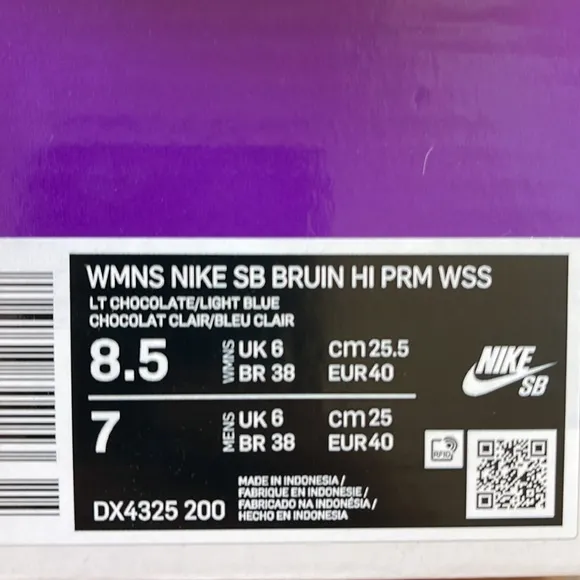 WMNS NIKE SB BRUIN HI PRM WSS
LT CHOCOLATE/LIGHT BLUE
CHOCOLAT CLAIR/BLEU CLAIR
8.5 WMNS UK 6 cm 25.5
BR 38 EUR 40
NIKE
SB
7 MENS UK 6 cm 25
BR 38 EUR 40
RFID
DX4325 200
MADE IN INDONESIA /
FABRIQUE EN INDONESIE /
FABRICADO NA INDONÉSIA /
HECHO EN INDONESIA